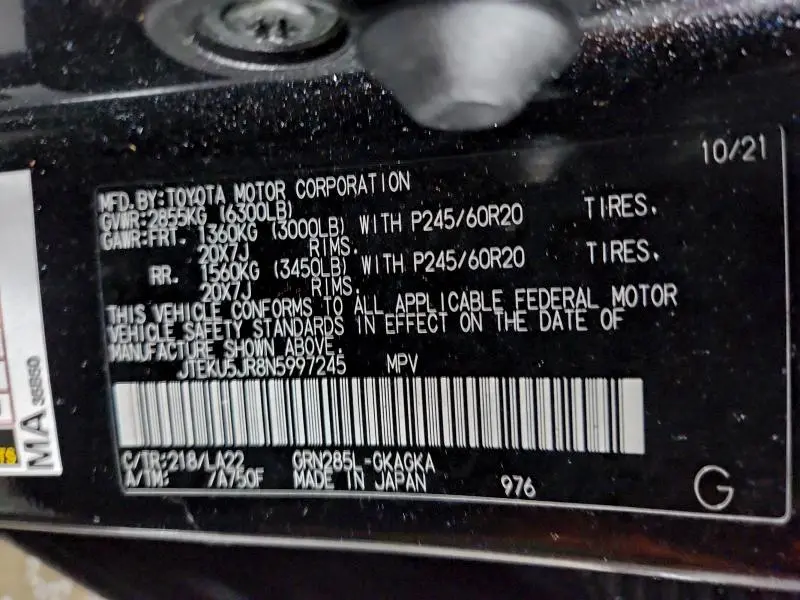 10/21
MFD.BY:TOYOTA MOTOR CORPORATION
GVWR:2855KG (6300LB)
GAWR:FRT. 1360KG (3000LB) WITH P245/60R20 TIRES.
20X7J RIMS.
RR. 1560KG (3450LB) WITH P245/60R20 TIRES.
20X7J RIMS.
THIS VEHICLE CONFORMS TO ALL APPLICABLE FEDERAL MOTOR
VEHICLE SAFETY STANDARDS IN EFFECT ON THE DATE OF
MANUFACTURE SHOWN ABOVE.
JTEKU5JR8N5997245 MPV
C/TR:218/LA22 GRN285L-GKAGKA
A/TM: /A750F MADE IN JAPAN 976
G
MA